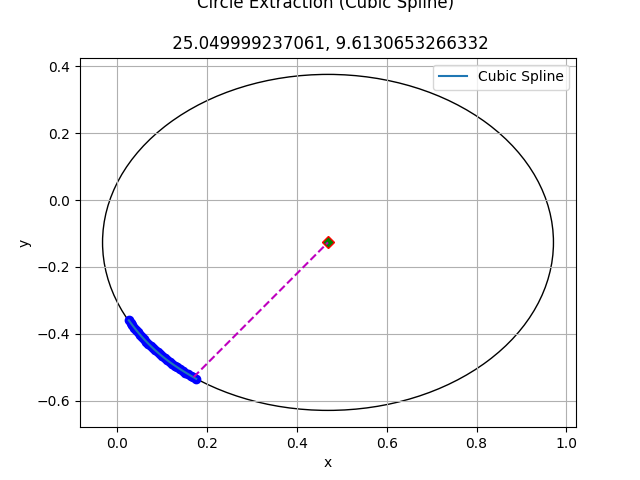 Circle Extraction (Cubic Spline)
25.049999237061, 9.6130653266332
Cubic Spline
0.4
0.2
0.0
−0.2
−0.4
−0.6
y
0.0 0.2 0.4 0.6 0.8 1.0
x